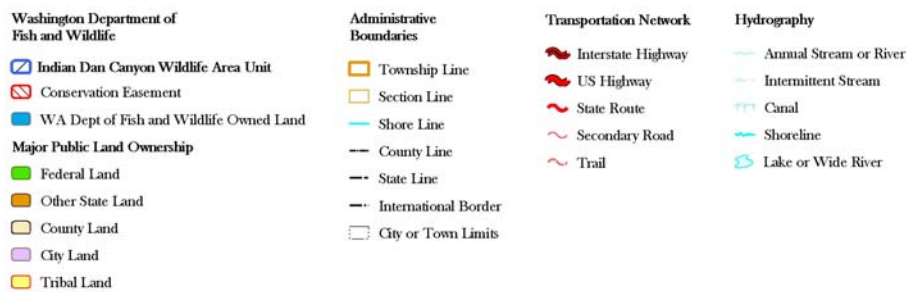 Washington Department of
Fish and Wildlife
Indian Dan Canyon Wildlife Area Unit
Conservation Easement
WA Dept of Fish and Wildlife Owned Land
Major Public Land Ownership
Federal Land
Other State Land
County Land
City Land
Tribal Land
Administrative
Boundaries
Township Line
Section Line
Shore Line
County Line
State Line
International Border
City or Town Limits
Transportation Network
Interstate Highway
US Highway
State Route
Secondary Road
Trail
Hydrography
Annual Stream or River
Intermittent Stream
Canal
Shoreline
Lake or Wide River